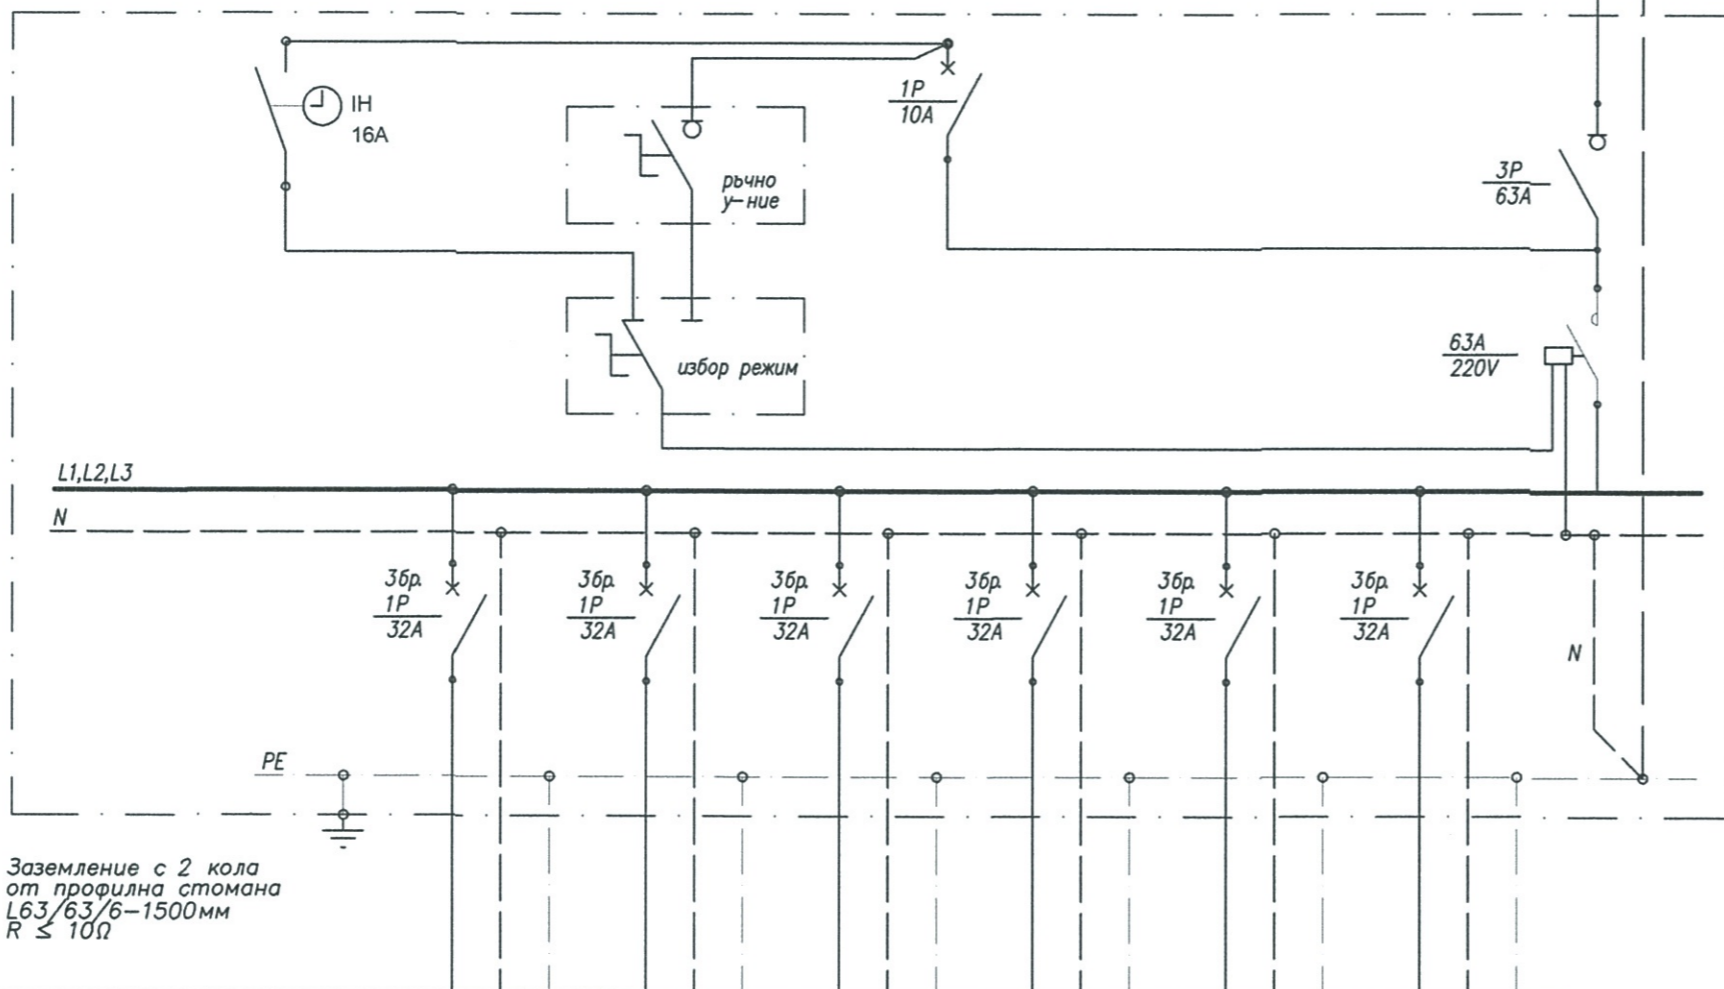 IH
16A
1P
10A
ръчно
у-ние
3P
63A
избор режим
63A
220V
L1,L2,L3
N
3бр.
1P
32A
3бр.
1P
32A
3бр.
1P
32A
3бр.
1P
32A
3бр.
1P
32A
3бр.
1P
32A
N
PE
Заземление с 2 кола
от профилна стомана
L63/63/6-1500мм
R ≤ 10Ω